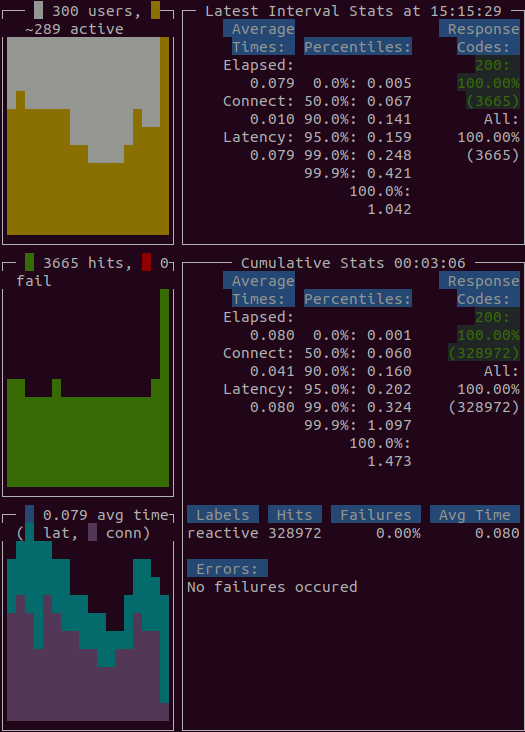 300 users,
~289 active
Latest Interval Stats at 15:15:29
Average Times: Percentiles: Response Codes:
Elapsed: 200:
0.079 0.0%: 0.005 100.00%
Connect: 50.0%: 0.067 (3665)
0.010 90.0%: 0.141 All:
Latency: 95.0%: 0.159 100.00%
0.079 99.0%: 0.248 (3665)
99.9%: 0.421
100.0%:
1.042
3665 hits, 0
fail
Cumulative Stats 00:03:06
Average Times: Percentiles: Response Codes:
Elapsed: 200:
0.080 0.0%: 0.001 100.00%
Connect: 50.0%: 0.060 (328972)
0.041 90.0%: 0.160 All:
Latency: 95.0%: 0.202 100.00%
0.080 99.0%: 0.324 (328972)
99.9%: 1.097
100.0%:
1.473
0.079 avg time
( lat, conn)
Labels Hits Failures Avg Time
reactive 328972 0.00% 0.080
Errors:
No failures occured